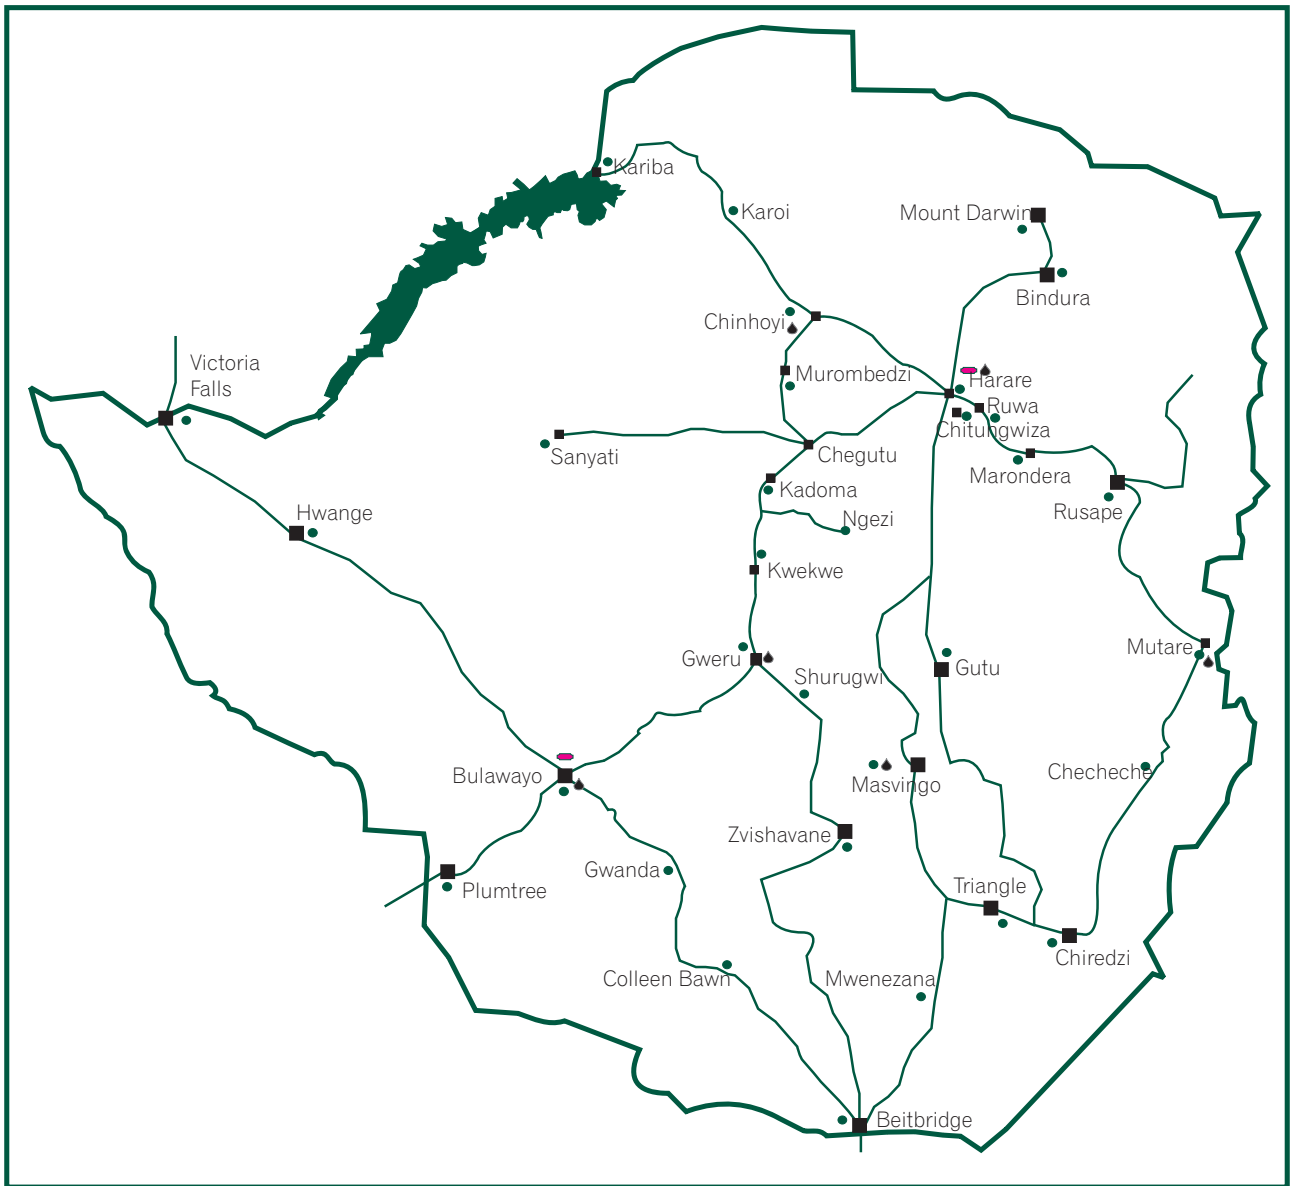 Kariba
Karoi
Mount Darwin
Bindura
Chinhoyi
Victoria
Falls
Murombedzi
Harare
Ruwa
Chitungwiza
Sanyati
Chegutu
Marondera
Kadoma
Rusape
Hwange
Ngezi
Kwekwe
Mutare
Gweru
Gutu
Shurugwi
Bulawayo
Checheche
Masvingo
Zvishavane
Gwanda
Plumtree
Triangle
Chiredzi
Colleen Bawn
Mwenezana
Beitbridge